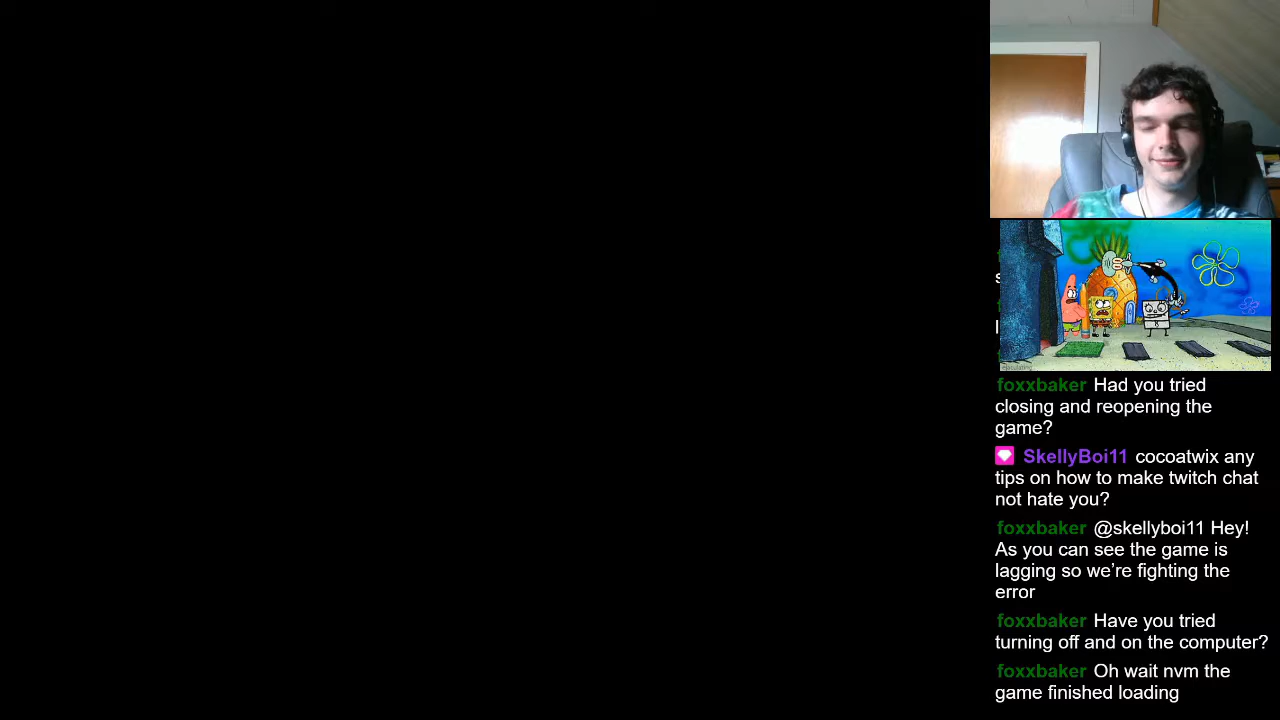 foxxbaker Had you tried
closing and reopening the
game?
SkellyBoi11 cocoatwix any
tips on how to make twitch chat
not hate you?
foxxbaker @skellyboi11 Hey!
As you can see the game is
lagging so we're fighting the
error
foxxbaker Have you tried
turning off and on the computer?
foxxbaker Oh wait nvm the
game finished loading